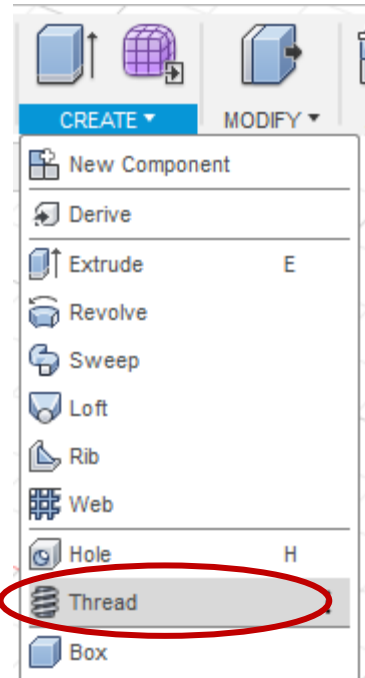 CREATE ▼ MODIFY ▼
New Component
Derive
Extrude E
Revolve
Sweep
Loft
Rib
Web
Hole H
Thread
Box